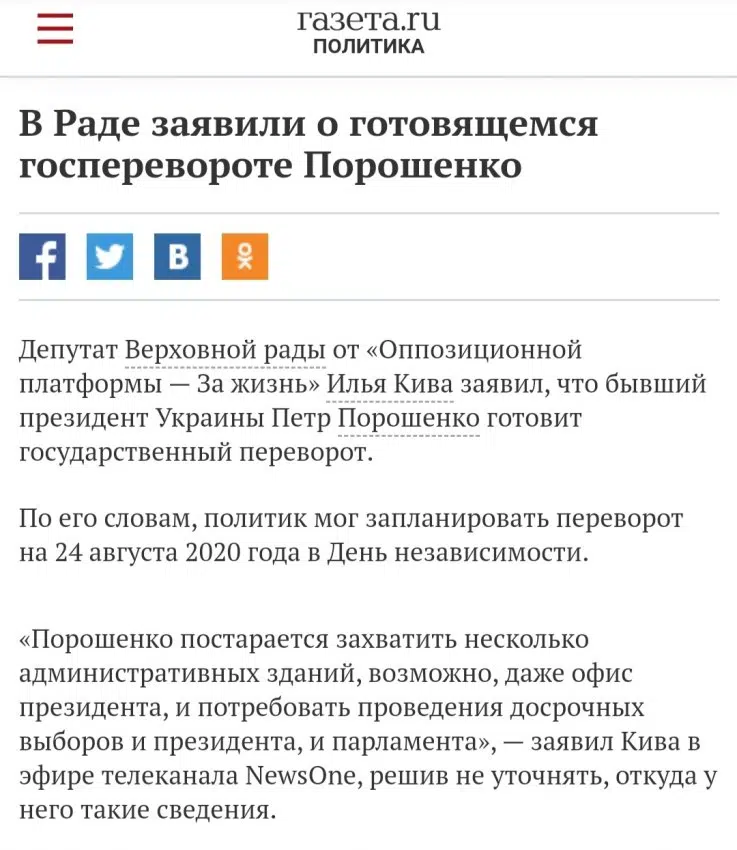 газета.ru
ПОЛИТИКА
В Раде заявили о готовящемся
госперевороте Порошенко
Депутат Верховной рады от «Оппозиционной
платформы — За жизнь» Илья Кива заявил, что бывший
президент Украины Петр Порошенко готовит
государственный переворот.
По его словам, политик мог запланировать переворот
на 24 августа 2020 года в День независимости.
«Порошенко постарается захватить несколько
административных зданий, возможно, даже офис
президента, и потребовать проведения досрочных
выборов и президента, и парламента», — заявил Кива в
эфире телеканала NewsOne, решив не уточнять, откуда у
него такие сведения.